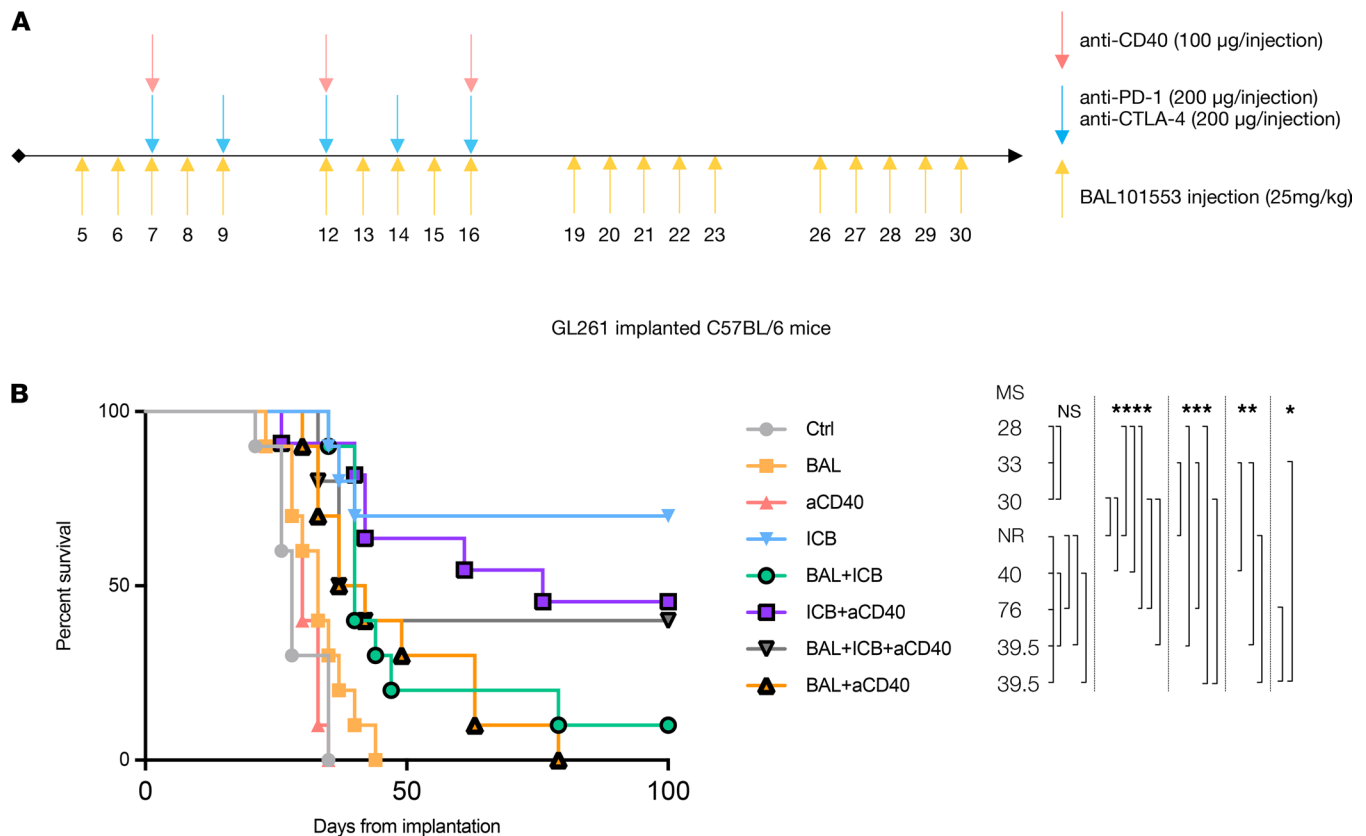 A
anti-CD40 (100 µg/injection)
anti-PD-1 (200 µg/injection)
anti-CTLA-4 (200 µg/injection)
BAL101553 injection (25mg/kg)
5 6 7 8 9 12 13 14 15 16 19 20 21 22 23 26 27 28 29 30
GL261 implanted C57BL/6 mice
B
Percent survival
100
50
0
0 50 100
Days from implantation
Ctrl
BAL
aCD40
ICB
BAL+ICB
ICB+aCD40
BAL+ICB+aCD40
BAL+aCD40
MS
NS **** *** ** *
28
33
30
NR
40
76
39.5
39.5